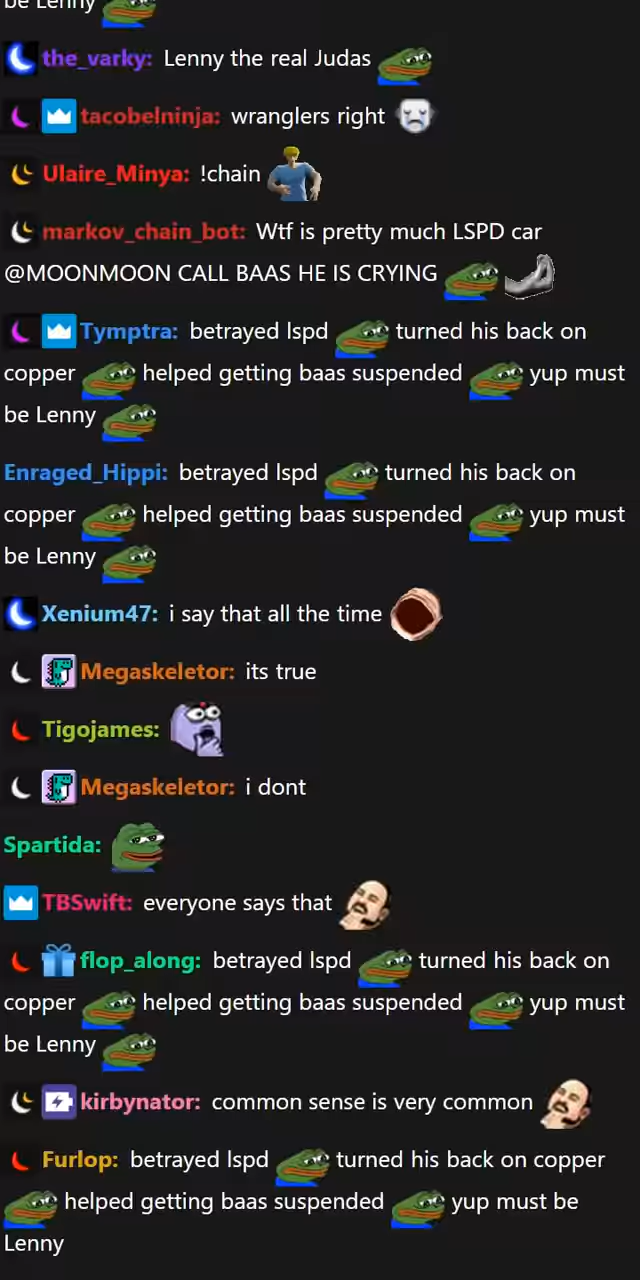 be Lenny
the_varky: Lenny the real Judas
tacobelninja: wranglers right
Ulaire_Minya: !chain
markov_chain_bot: Wtf is pretty much LSPD car
@MOONMOON CALL BAAS HE IS CRYING
Tymptra: betrayed lspd turned his back on
copper helped getting baas suspended yup must
be Lenny
Enraged_Hippi: betrayed lspd turned his back on
copper helped getting baas suspended yup must
be Lenny
Xenium47: i say that all the time
Megaskeletor: its true
Tigojames:
Megaskeletor: i dont
Spartida:
TBSwift: everyone says that
flop_along: betrayed lspd turned his back on
copper helped getting baas suspended yup must
be Lenny
kirbynator: common sense is very common
Furlop: betrayed lspd turned his back on copper
helped getting baas suspended yup must be
Lenny